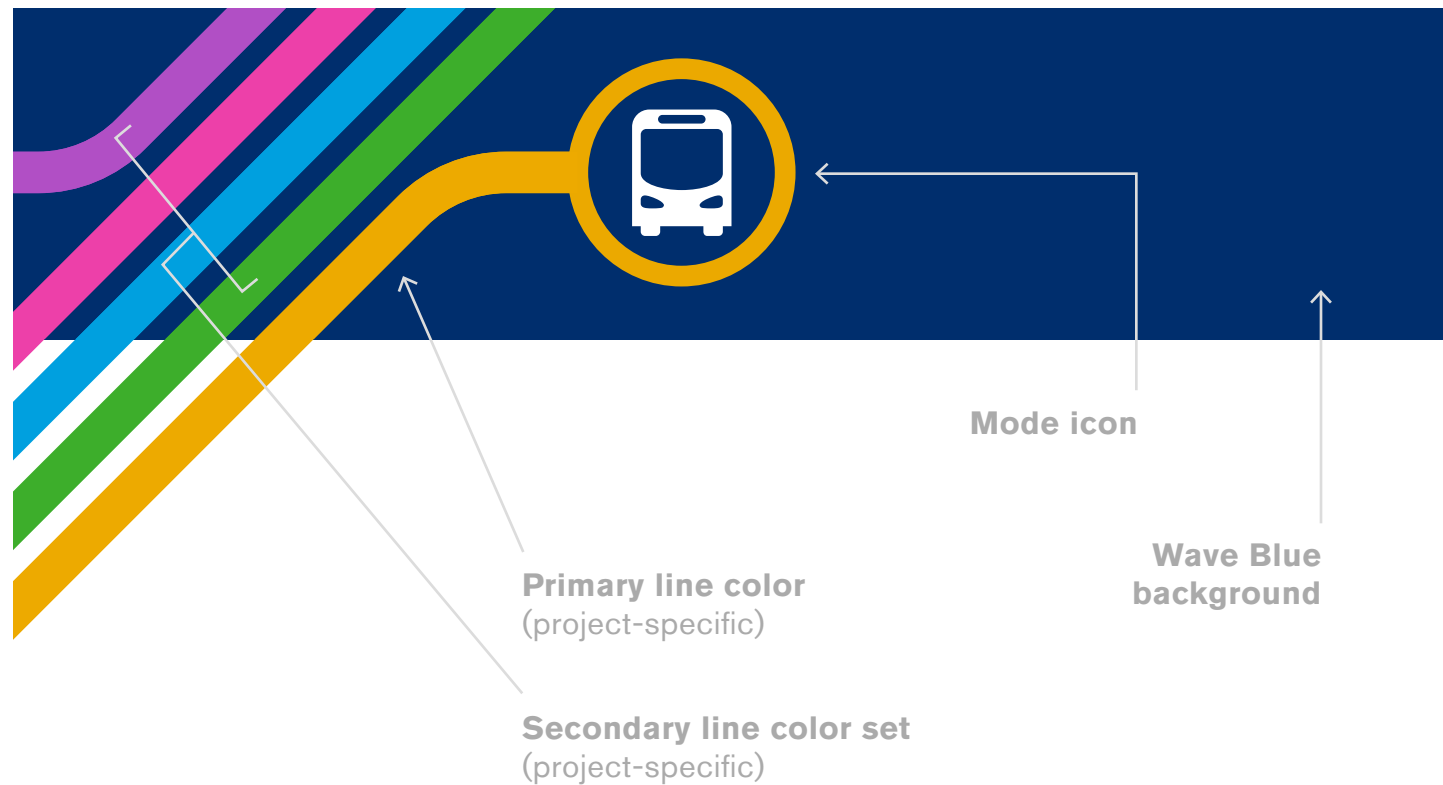 Mode icon
Wave Blue
background
Primary line color
(project-specific)
Secondary line color set
(project-specific)